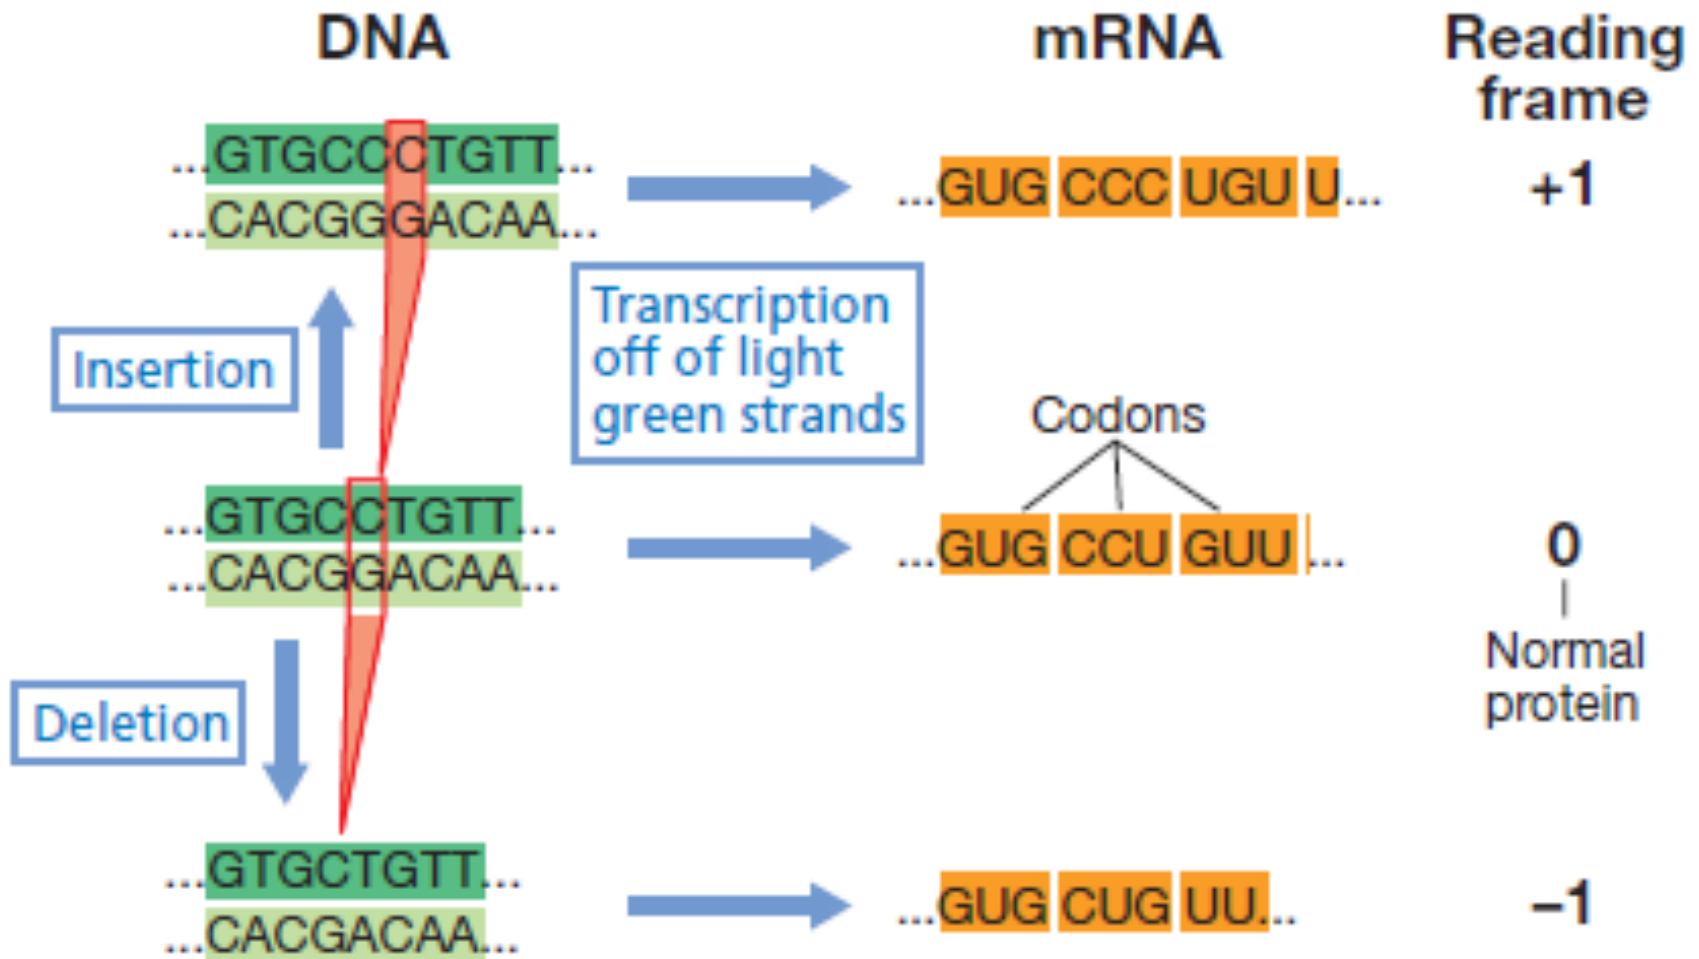 DNA
mRNA
Reading
frame
...GTGCCCTGTT...
...CACGGGACAA...
...GUG CCC UGU U...
+1
Insertion
Transcription
off of light
green strands
Codons
...GTGCCTGTT...
...CACGGACAA...
...GUG CCU GUU ...
0
Normal
protein
Deletion
...GTGCTGTT...
...CACGACAA...
...GUG CUG UU...
–1